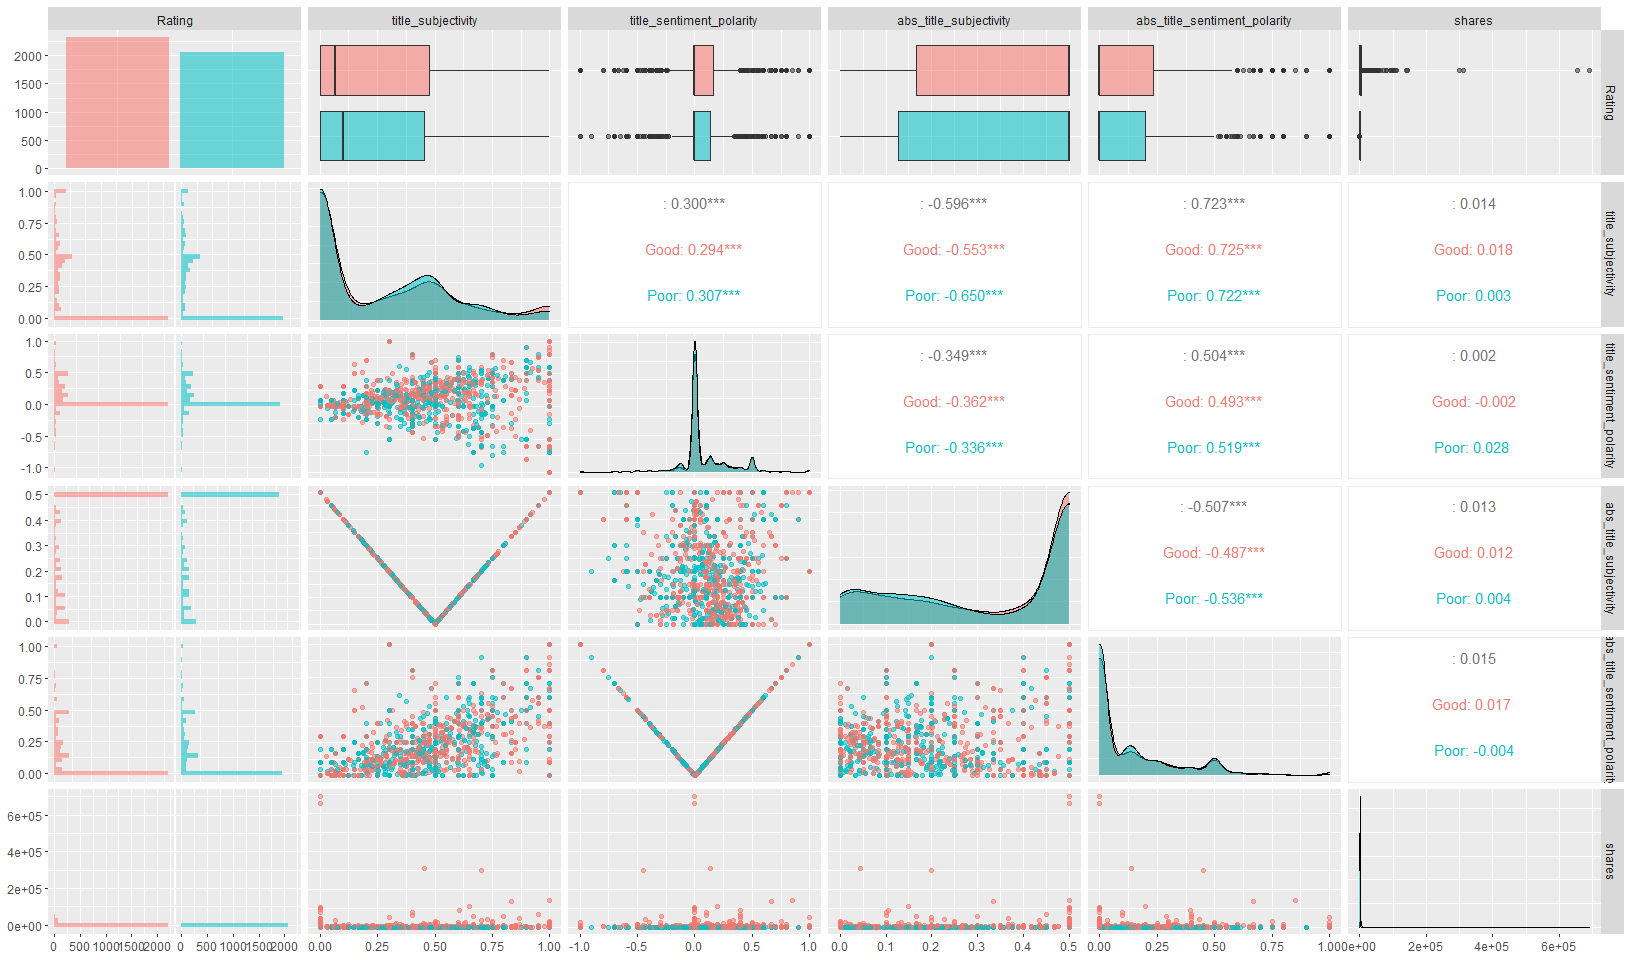 Rating title_subjectivity title_sentiment_polarity abs_title_subjectivity abs_title_sentiment_polarity shares
2000
1500
1000
500
0
Rating
1.00
0.75
0.50
0.25
0.00
: 0.300*** : -0.596*** : 0.723*** : 0.014
Good: 0.294*** Good: -0.553*** Good: 0.725*** Good: 0.018
Poor: 0.307*** Poor: -0.650*** Poor: 0.722*** Poor: 0.003
title_subjectivity
1.0
0.5
0.0
-0.5
-1.0
: -0.349*** : 0.504*** : 0.002
Good: -0.362*** Good: 0.493*** Good: -0.002
Poor: -0.336*** Poor: 0.519*** Poor: 0.028
title_sentiment_polarity
0.5
0.4
0.3
0.2
0.1
0.0
: -0.507*** : 0.013
Good: -0.487*** Good: 0.012
Poor: -0.536*** Poor: 0.004
abs_title_subjectivity
1.00
0.75
0.50
0.25
0.00
: 0.015
Good: 0.017
Poor: -0.004
abs_title_sentiment_polarity
6e+05
4e+05
2e+05
0e+00
shares
0 500 1000 1500 2000 0 500 1000 1500 2000 0.00 0.25 0.50 0.75 1.00 -1.0 -0.5 0.0 0.5 1.0 0.0 0.1 0.2 0.3 0.4 0.5 0.00 0.25 0.50 0.75 1.00 0e+00 2e+05 4e+05 6e+05